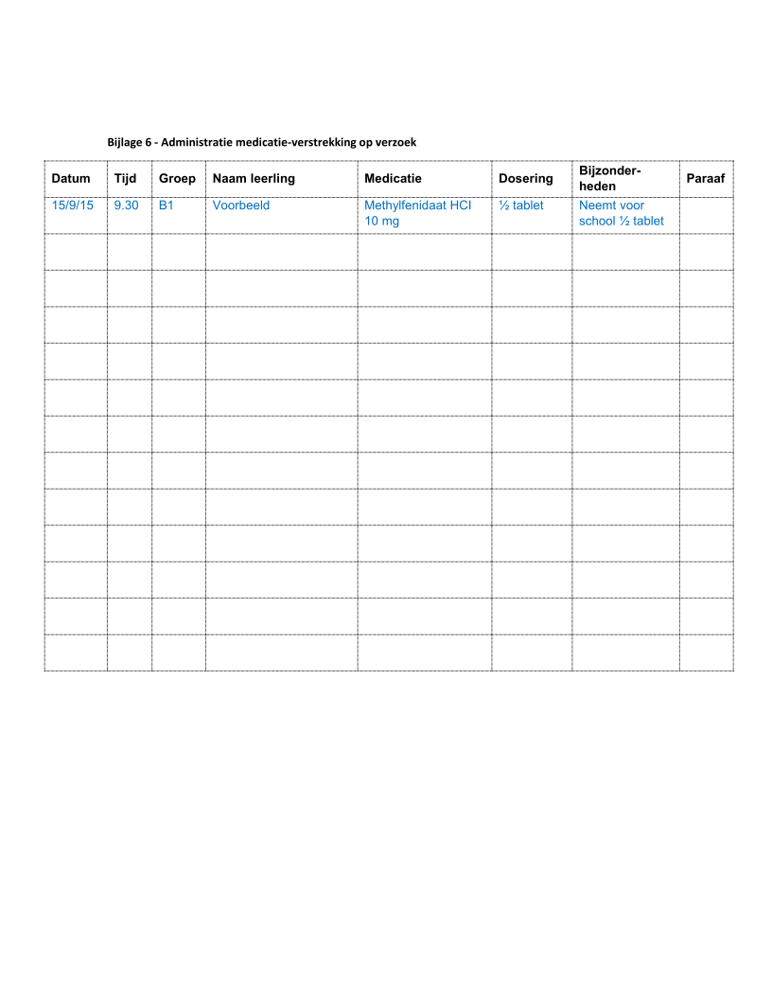 Bijlage 6 - Administratie medicatie-verstrekking op verzoek
Datum Tijd Groep Naam leerling Medicatie Dosering Bijzonder-
heden Paraaf
15/9/15 9.30 B1 Voorbeeld Methylfenidaat HCl ½ tablet Neemt voor
10 mg school ½ tablet